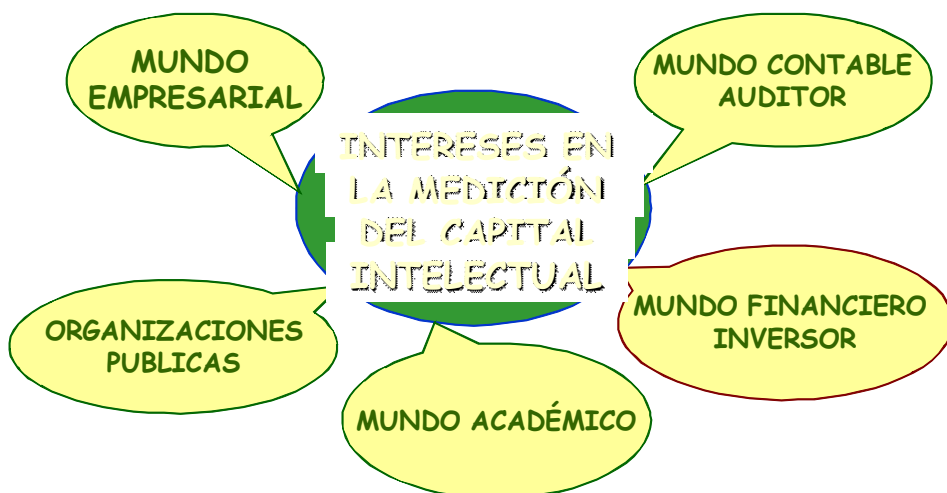 MUNDO
EMPRESARIAL
MUNDO CONTABLE
AUDITOR
INTERESES EN
LA MEDICIÓN
DEL CAPITAL
INTELECTUAL
ORGANIZACIONES
PUBLICAS
MUNDO FINANCIERO
INVERSOR
MUNDO ACADÉMICO